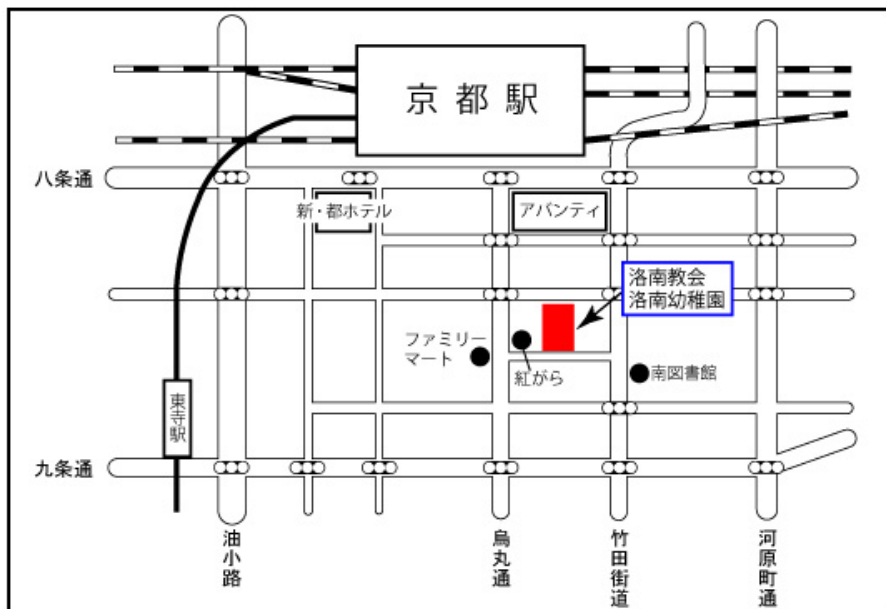 京都駅
八条通
新・都ホテル
アバンティ
洛南教会
洛南幼稚園
ファミリー
マート
紅がら
南図書館
東寺駅
九条通
油小路
烏丸通
竹田街道
河原町通